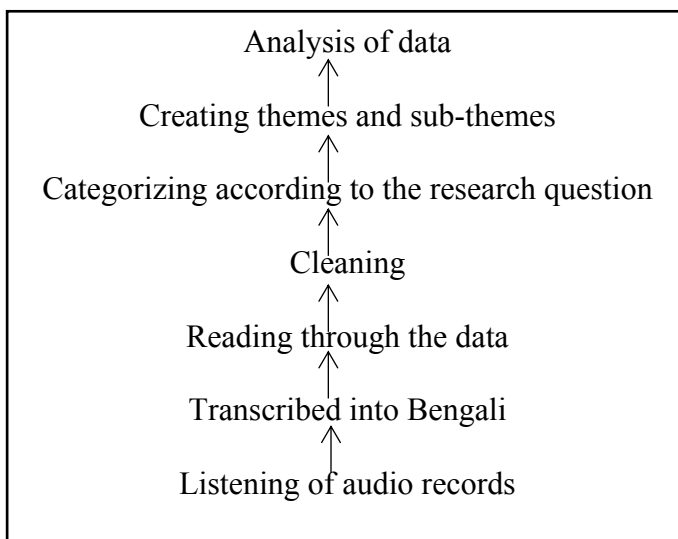 Analysis of data
Creating themes and sub-themes
Categorizing according to the research question
Cleaning
Reading through the data
Transcribed into Bengali
Listening of audio records